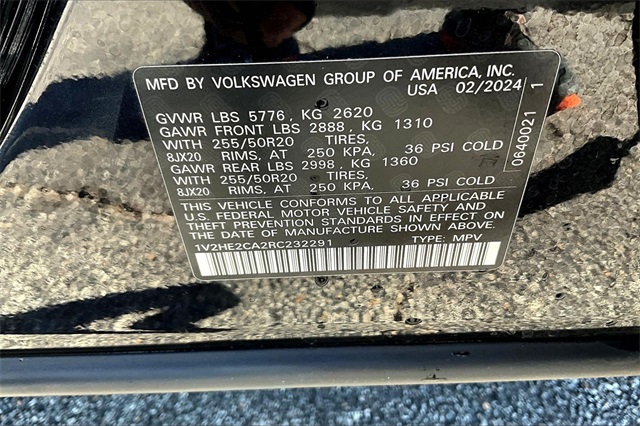 MFD BY VOLKSWAGEN GROUP OF AMERICA, INC.
USA 02/2024
GVWR LBS 5776 , KG 2620
GAWR FRONT LBS 2888 , KG 1310
WITH 255/50R20 TIRES,
8JX20 RIMS, AT 250 KPA, 36 PSI COLD
GAWR REAR LBS 2998 , KG 1360
WITH 255/50R20 TIRES,
8JX20 RIMS, AT 250 KPA, 36 PSI COLD
THIS VEHICLE CONFORMS TO ALL APPLICABLE
U.S. FEDERAL MOTOR VEHICLE SAFETY AND
THEFT PREVENTION STANDARDS IN EFFECT ON
THE DATE OF MANUFACTURE SHOWN ABOVE.
1V2HE2CA2RC232291 TYPE: MPV
0640021 1